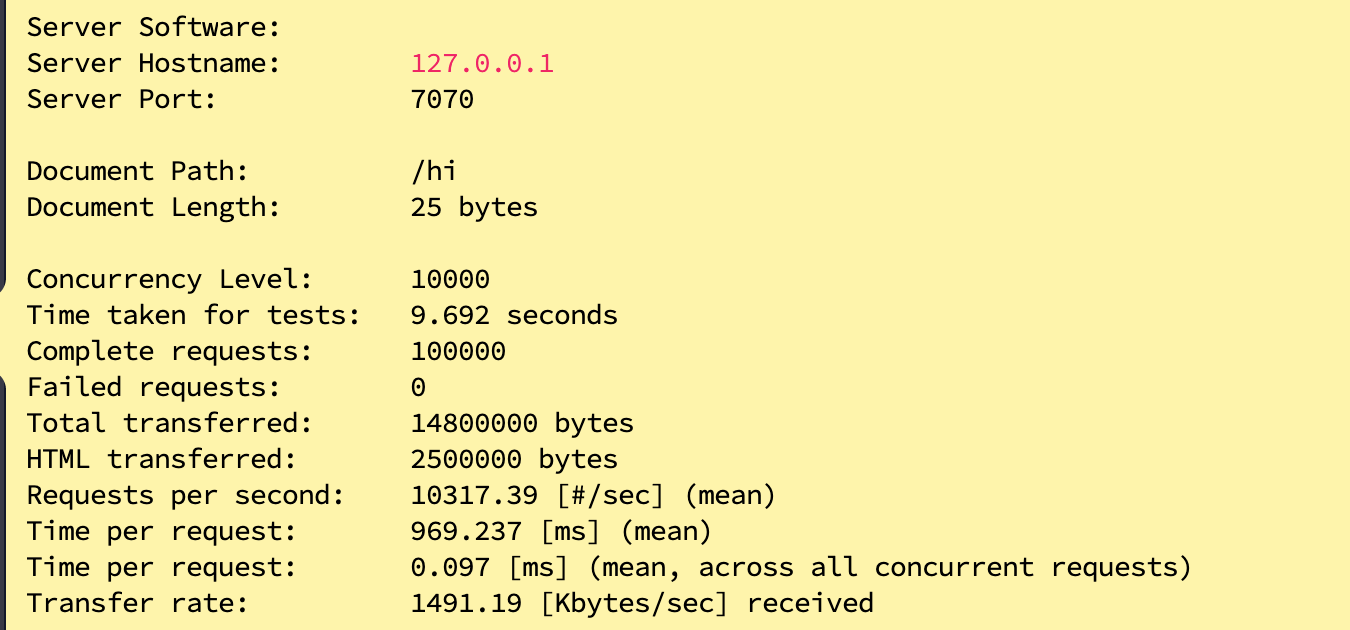 Server Software:
Server Hostname: 127.0.0.1
Server Port: 7070
Document Path: /hi
Document Length: 25 bytes
Concurrency Level: 10000
Time taken for tests: 9.692 seconds
Complete requests: 100000
Failed requests: 0
Total transferred: 14800000 bytes
HTML transferred: 2500000 bytes
Requests per second: 10317.39 [#/sec] (mean)
Time per request: 969.237 [ms] (mean)
Time per request: 0.097 [ms] (mean, across all concurrent requests)
Transfer rate: 1491.19 [Kbytes/sec] received